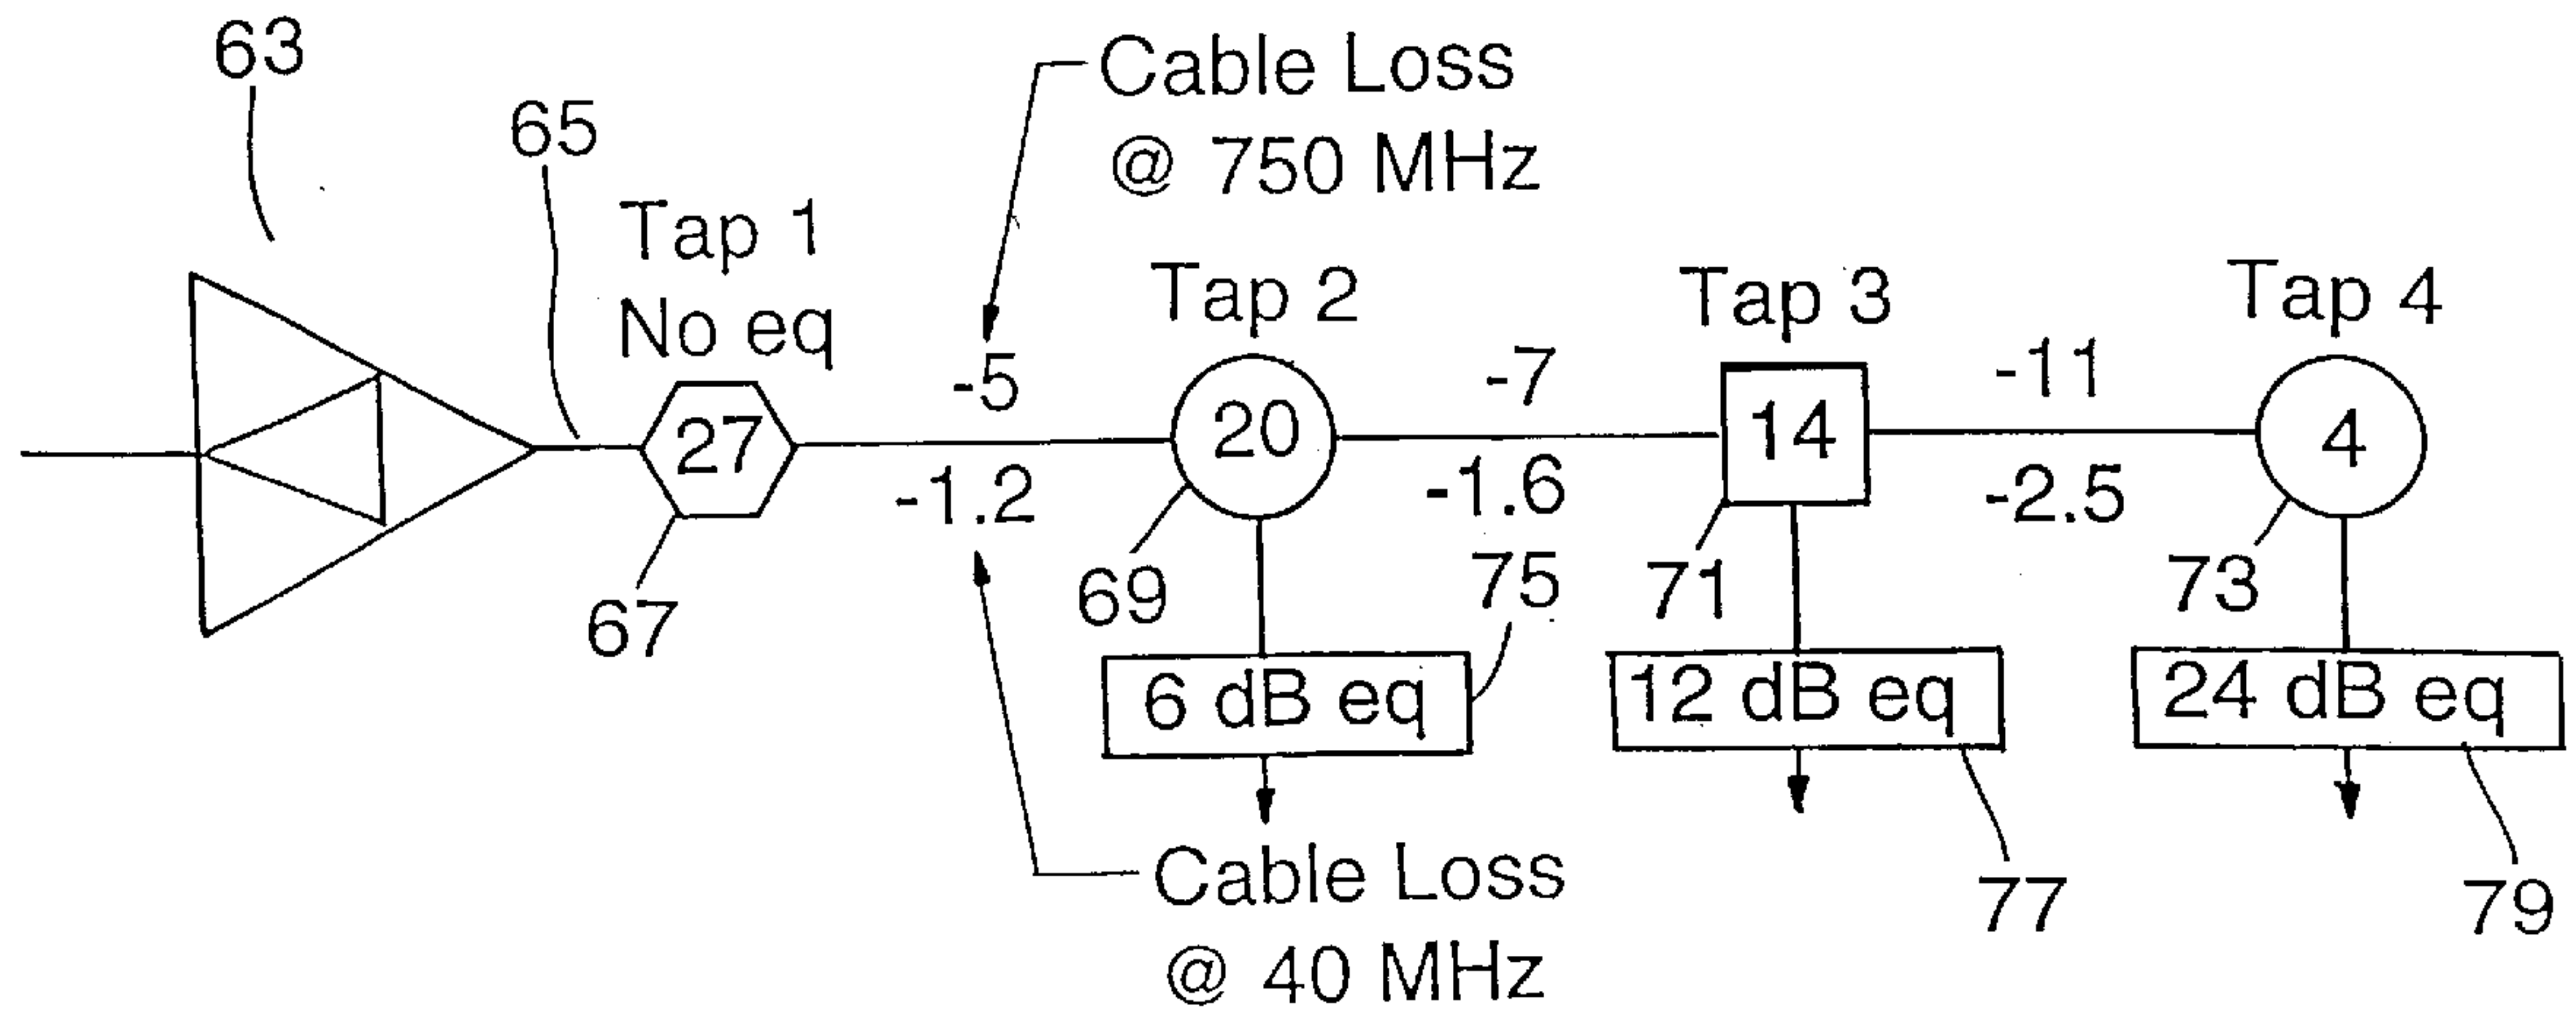 63
65
Cable Loss
@ 750 MHz
Tap 1
No eq
Tap 2
Tap 3
Tap 4
-5
-7
-11
27
20
14
4
-1.2
-1.6
-2.5
67
69
75
71
73
6 dB eq
12 dB eq
24 dB eq
Cable Loss
@ 40 MHz
77
79